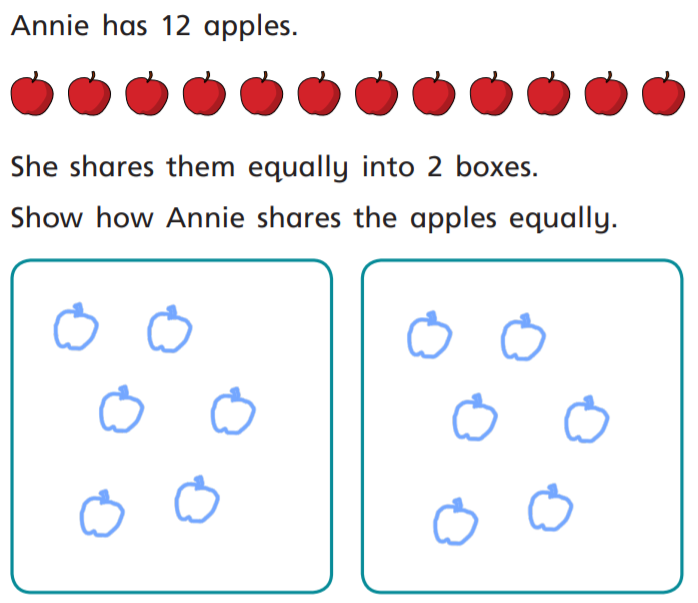 Annie has 12 apples.
She shares them equally into 2 boxes.
Show how Annie shares the apples equally.